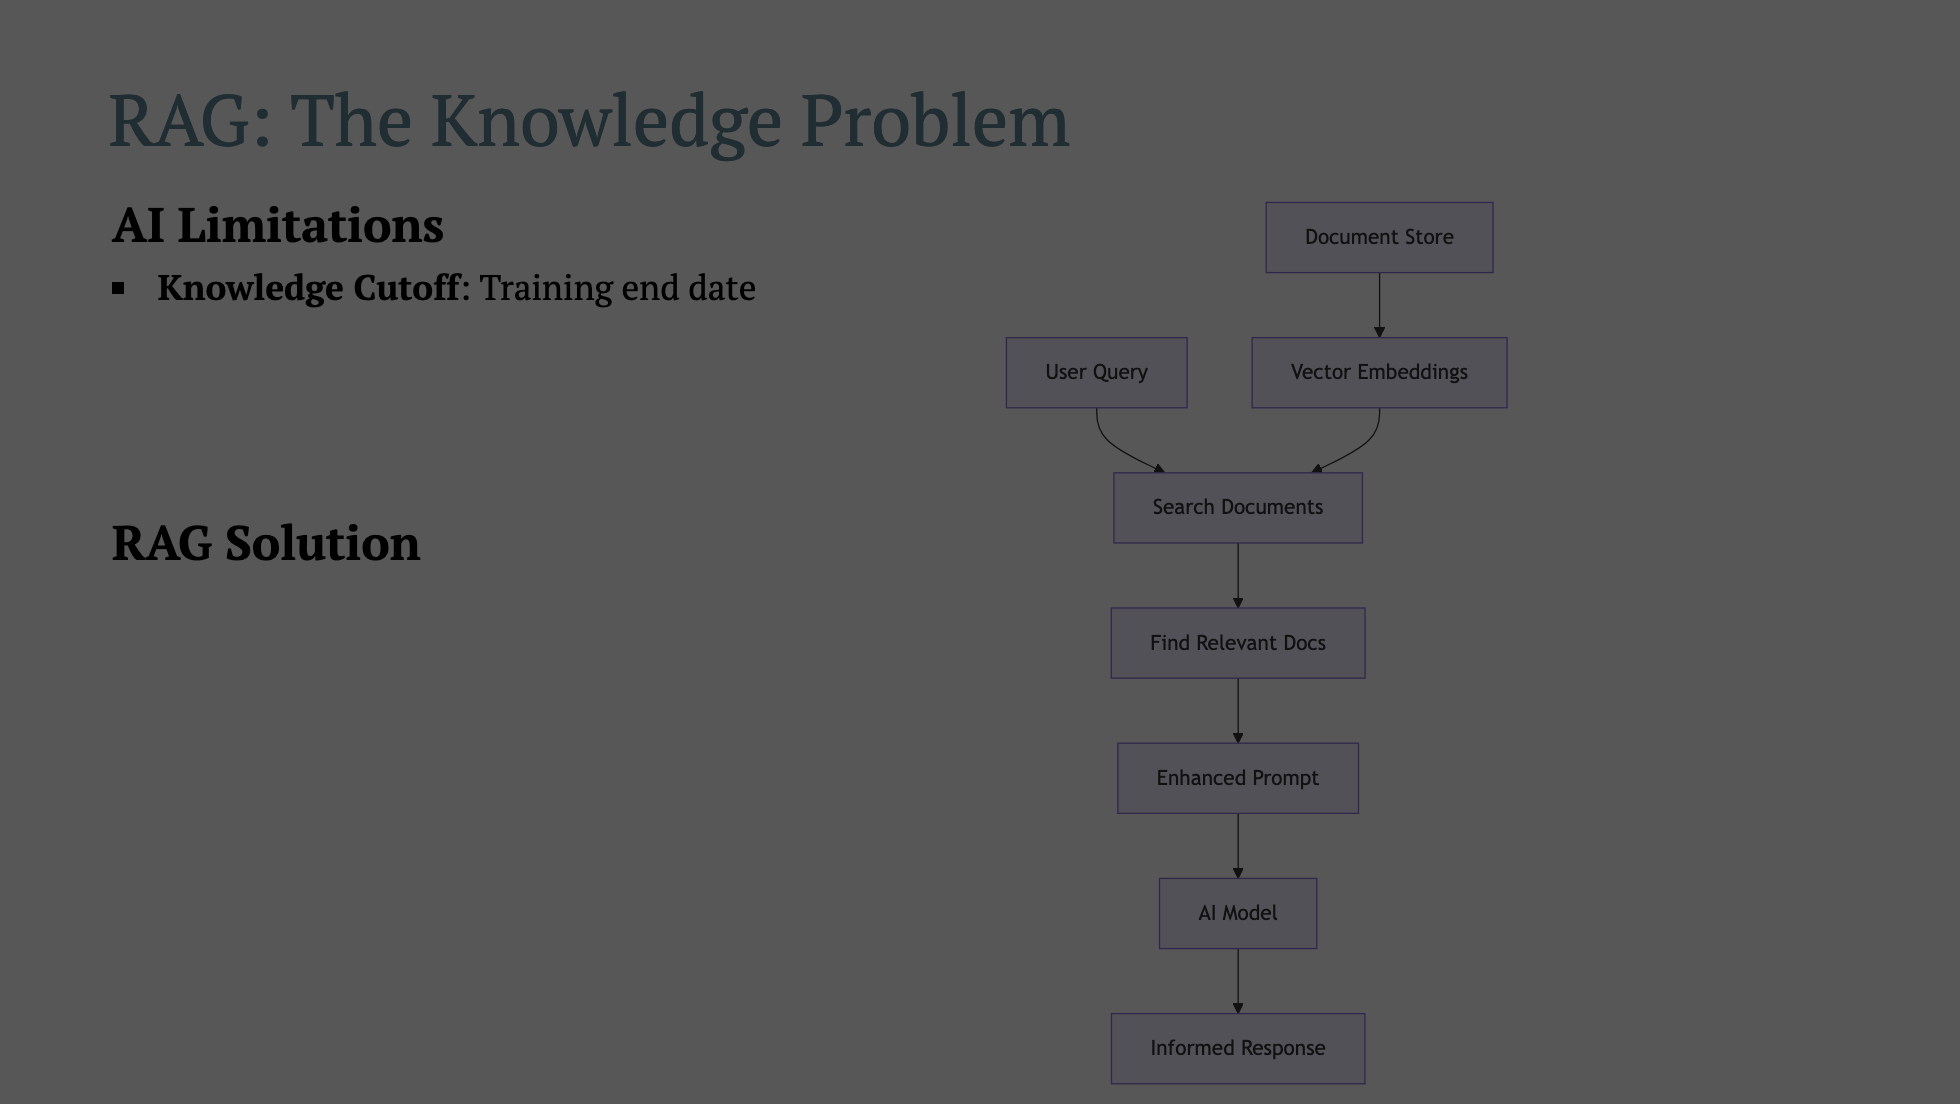 RAG: The Knowledge Problem
AI Limitations
Knowledge Cutoff: Training end date
RAG Solution
Document Store
User Query
Vector Embeddings
Search Documents
Find Relevant Docs
Enhanced Prompt
AI Model
Informed Response